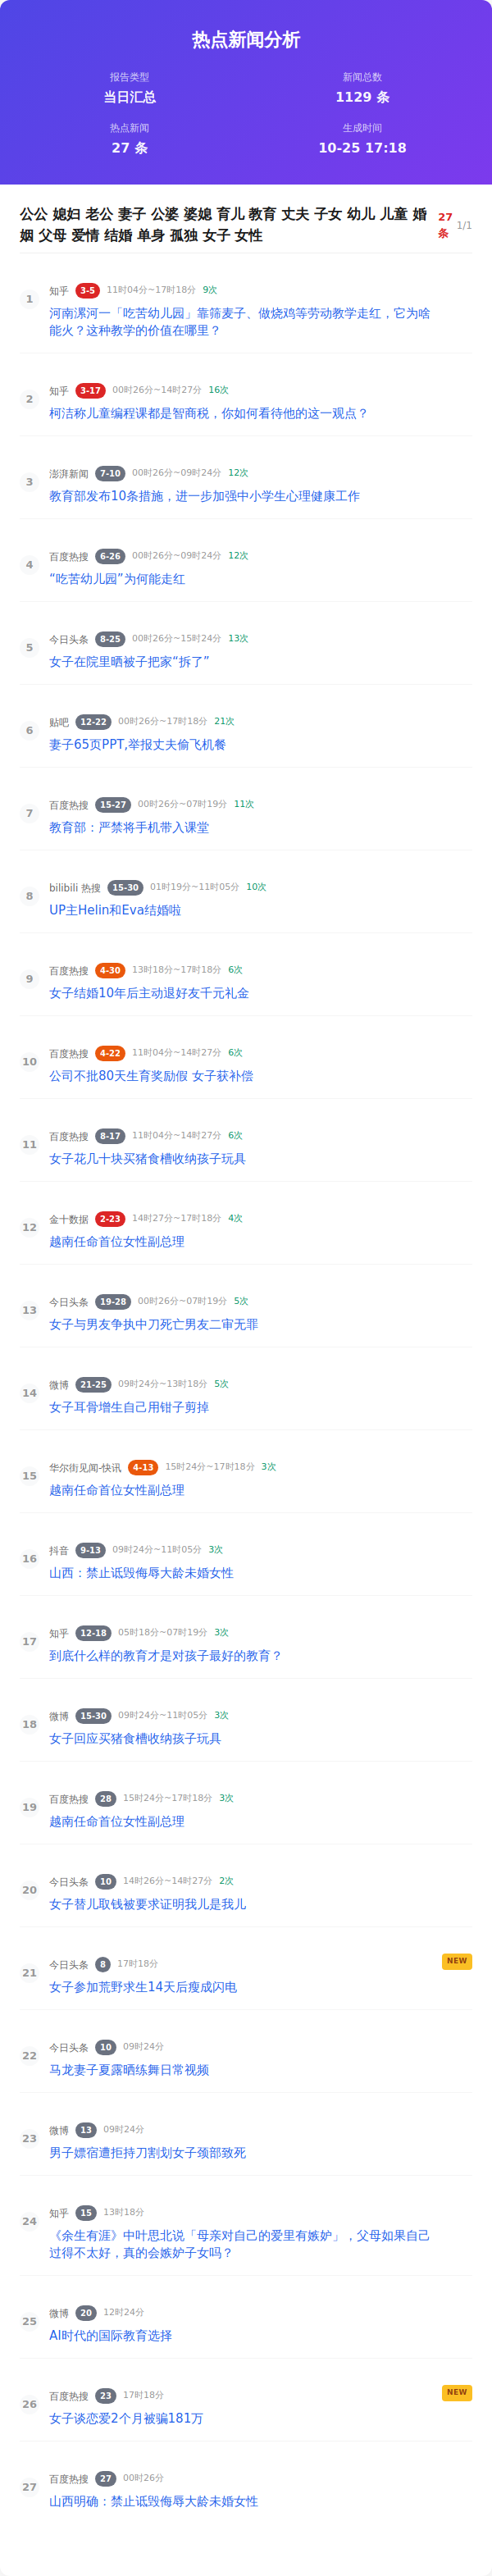 热点新闻分析
报告类型
新闻总数
当日汇总
1129 条
热点新闻
生成时间
27 条
10-25 17:18
公公 媳妇 老公 妻子 公婆 婆媳 育儿 教育 丈夫 子女 幼儿 儿童 婚
姻 父母 爱情 结婚 单身 孤独 女子 女性
27
条
1/1
1
知乎 3-5 11时04分~17时18分 9次
河南漯河一「吃苦幼儿园」靠筛麦子、做烧鸡等劳动教学走红，它为啥
能火？这种教学的价值在哪里？
2
知乎 3-17 00时26分~14时27分 16次
柯洁称儿童编程课都是智商税，你如何看待他的这一观点？
3
澎湃新闻 7-10 00时26分~09时24分 12次
教育部发布10条措施，进一步加强中小学生心理健康工作
4
百度热搜 6-26 00时26分~09时24分 12次
“吃苦幼儿园”为何能走红
5
今日头条 8-25 00时26分~15时24分 13次
女子在院里晒被子把家“拆了”
6
贴吧 12-22 00时26分~17时18分 21次
妻子65页PPT,举报丈夫偷飞机餐
7
百度热搜 15-27 00时26分~07时19分 11次
教育部：严禁将手机带入课堂
8
bilibili 热搜 15-30 01时19分~11时05分 10次
UP主Helin和Eva结婚啦
9
百度热搜 4-30 13时18分~17时18分 6次
女子结婚10年后主动退好友千元礼金
10
百度热搜 4-22 11时04分~14时27分 6次
公司不批80天生育奖励假 女子获补偿
11
百度热搜 8-17 11时04分~14时27分 6次
女子花几十块买猪食槽收纳孩子玩具
12
金十数据 2-23 14时27分~17时18分 4次
越南任命首位女性副总理
13
今日头条 19-28 00时26分~07时19分 5次
女子与男友争执中刀死亡男友二审无罪
14
微博 21-25 09时24分~13时18分 5次
女子耳骨增生自己用钳子剪掉
15
华尔街见闻-快讯 4-13 15时24分~17时18分 3次
越南任命首位女性副总理
16
抖音 9-13 09时24分~11时05分 3次
山西：禁止诋毁侮辱大龄未婚女性
17
知乎 12-18 05时18分~07时19分 3次
到底什么样的教育才是对孩子最好的教育？
18
微博 15-30 09时24分~11时05分 3次
女子回应买猪食槽收纳孩子玩具
19
百度热搜 28 15时24分~17时18分 3次
越南任命首位女性副总理
20
今日头条 10 14时26分~14时27分 2次
女子替儿取钱被要求证明我儿是我儿
21
今日头条 8 17时18分
NEW
女子参加荒野求生14天后瘦成闪电
22
今日头条 10 09时24分
马龙妻子夏露晒练舞日常视频
23
微博 13 09时24分
男子嫖宿遭拒持刀割划女子颈部致死
24
知乎 15 13时18分
《余生有涯》中叶思北说「母亲对自己的爱里有嫉妒」，父母如果自己
过得不太好，真的会嫉妒子女吗？
25
微博 20 12时24分
AI时代的国际教育选择
26
百度热搜 23 17时18分
NEW
女子谈恋爱2个月被骗181万
27
百度热搜 27 00时26分
山西明确：禁止诋毁侮辱大龄未婚女性